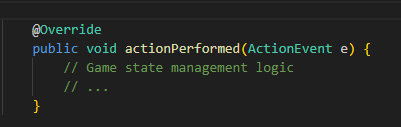 @Override
public void actionPerformed(ActionEvent e) {
    // Game state management logic
    // ...
}